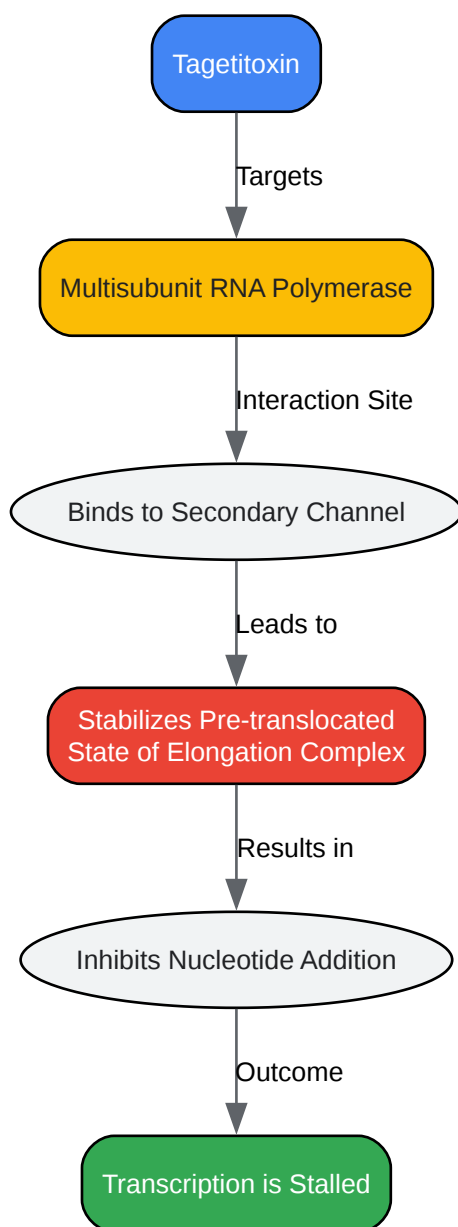 Tagetitoxin
Targets
Multisubunit RNA Polymerase
Interaction Site
Binds to Secondary Channel
Leads to
Stabilizes Pre-translocated
State of Elongation Complex
Results in
Inhibits Nucleotide Addition
Outcome
Transcription is Stalled